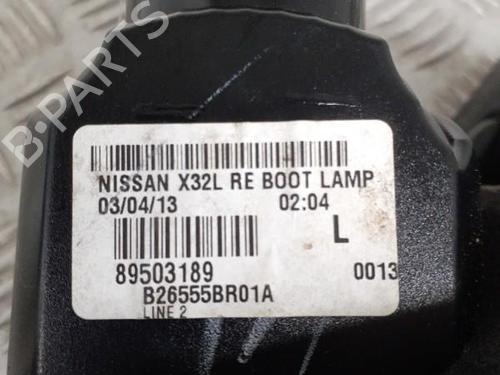 B-PARTS
NISSAN X32L RE BOOT LAMP
03/04/13 02:04
L
89503189 0013
B26555BR01A
LINE 2